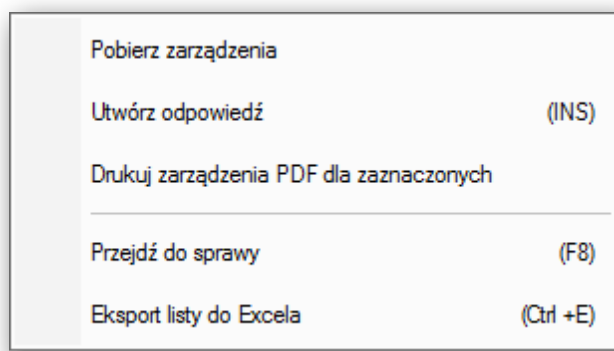 Pobierz zarządzenia
Utwórz odpowiedź (INS)
Drukuj zarządzenia PDF dla zaznaczonych
Przejdź do sprawy (F8)
Eksport listy do Excela (Ctrl +E)